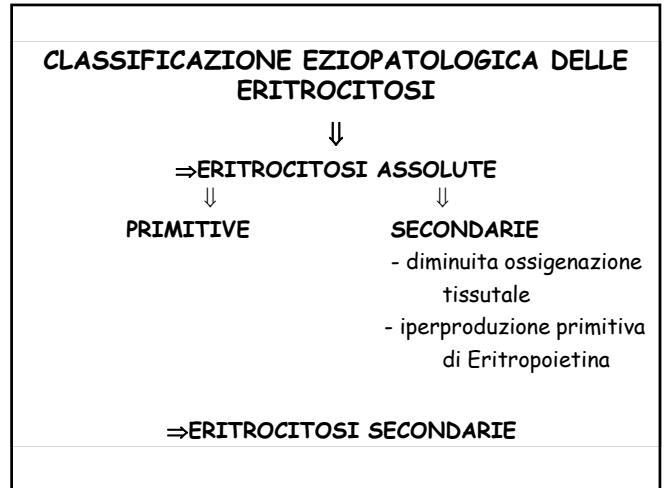 CLASSIFICAZIONE EZIOPATOLOGICA DELLE
ERITROCITOSI
⇓
⇒ERITROCITOSI ASSOLUTE
⇓ ⇓
PRIMITIVE SECONDARIE
- diminuita ossigenazione
tissutale
- iperproduzione primitiva
di Eritropoietina
⇒ERITROCITOSI SECONDARIE